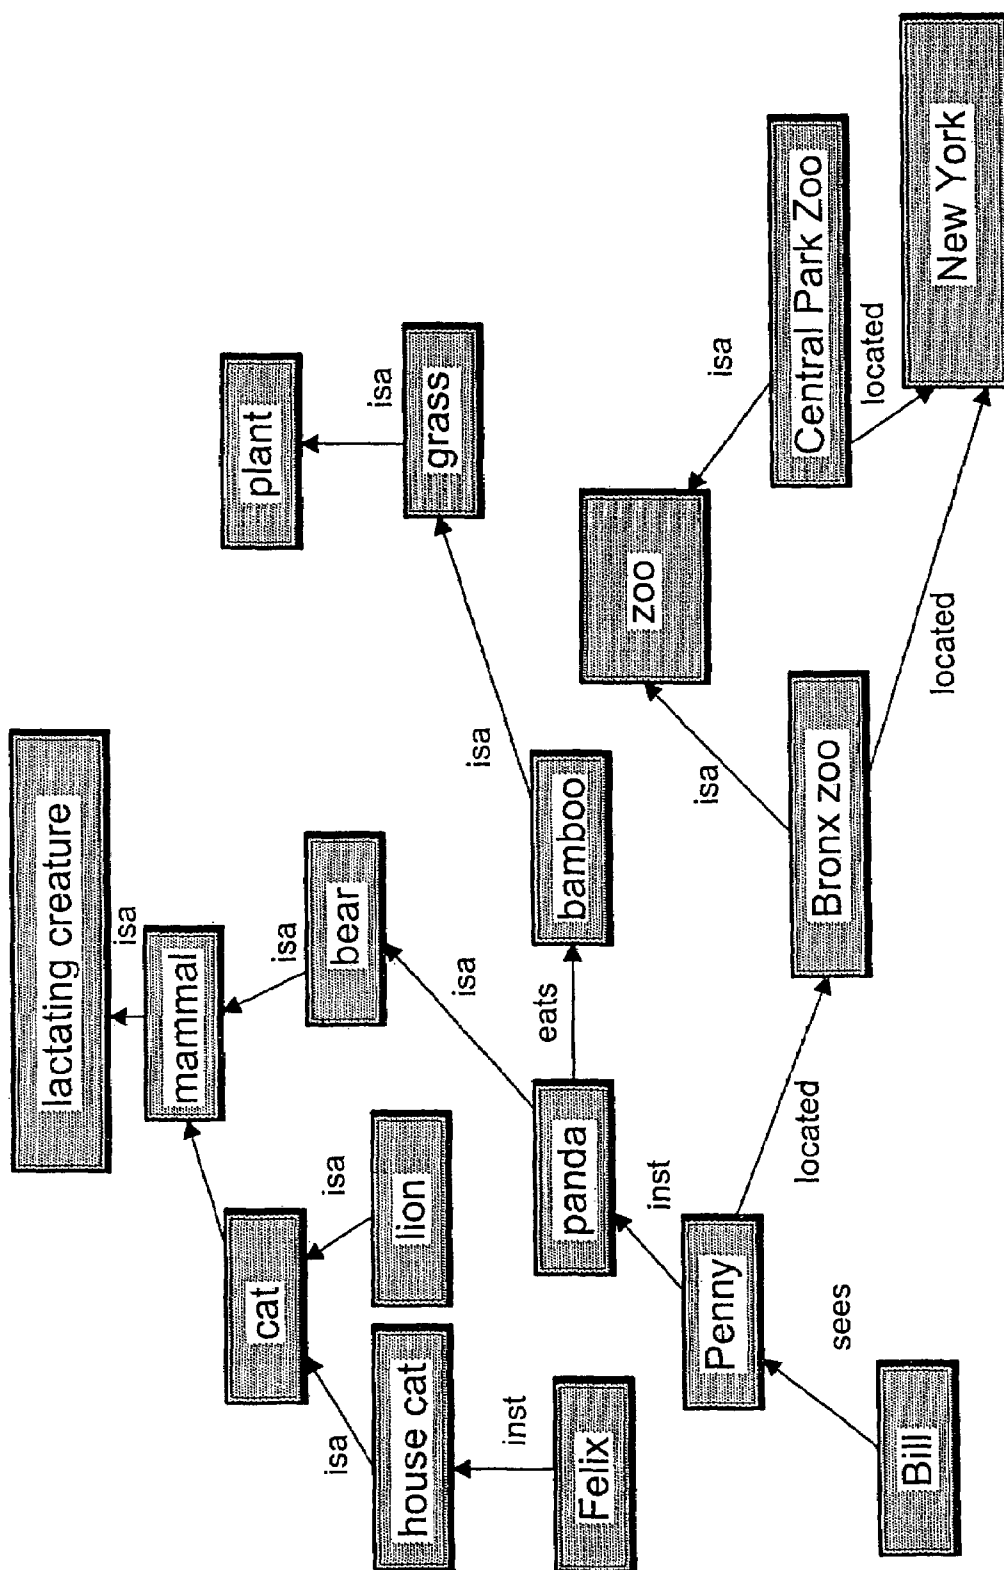 lactating creature
isa
mammal
isa
cat
bear
plant
isa
isa
isa
house cat
lion
grass
inst
isa
isa
Felix
panda
eats
bamboo
zoo
inst
isa
isa
Penny
located
Bronx zoo
Central Park Zoo
sees
located
located
Bill
New York